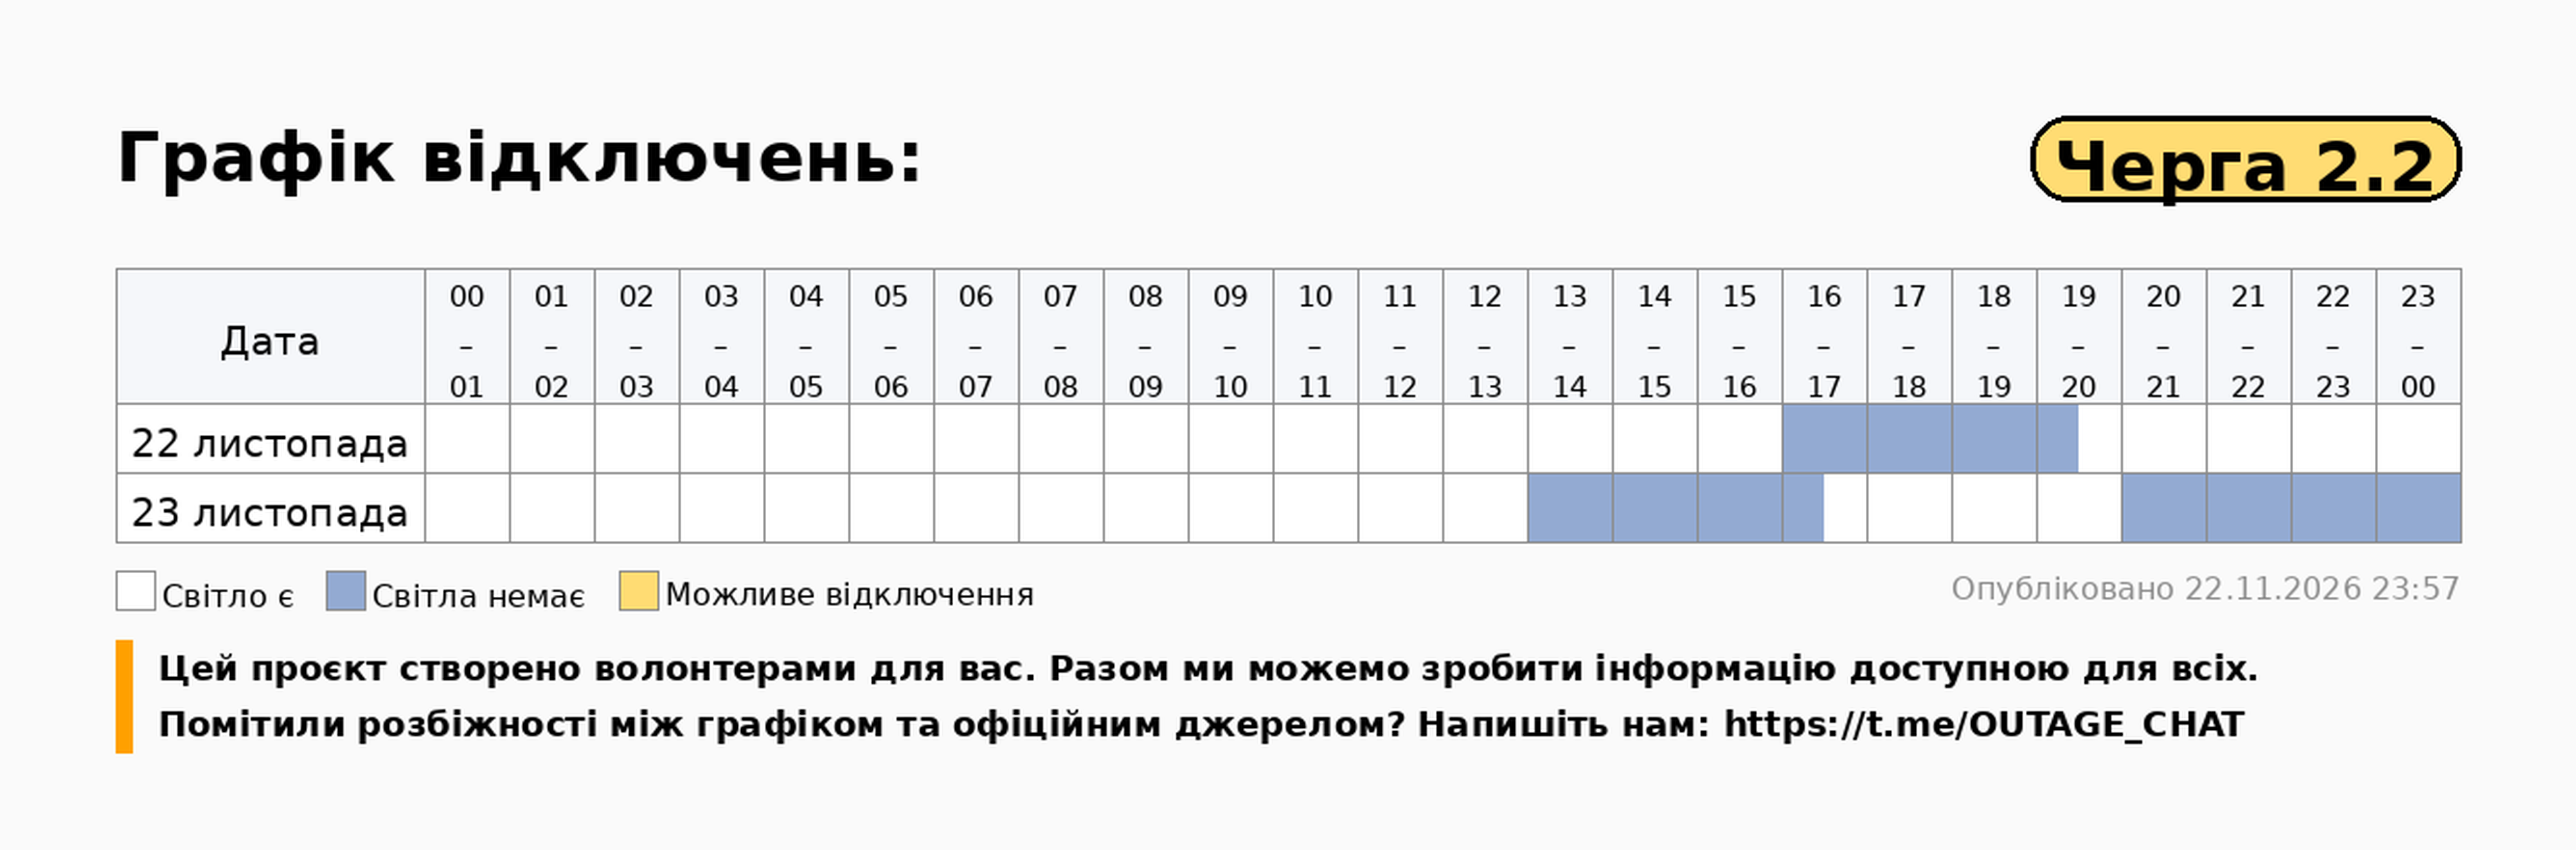 Графік відключень:
Черга 2.2
Дата 00 – 01 01 – 02 02 – 03 03 – 04 04 – 05 05 – 06 06 – 07 07 – 08 08 – 09 09 – 10 10 – 11 11 – 12 12 – 13 13 – 14 14 – 15 15 – 16 16 – 17 17 – 18 18 – 19 19 – 20 20 – 21 21 – 22 22 – 23 23 – 00
22 листопада
23 листопада
Світло є Світла немає Можливе відключення
Опубліковано 22.11.2026 23:57
Цей проєкт створено волонтерами для вас. Разом ми можемо зробити інформацію доступною для всіх.
Помітили розбіжності між графіком та офіційним джерелом? Напишіть нам: https://t.me/OUTAGE_CHAT